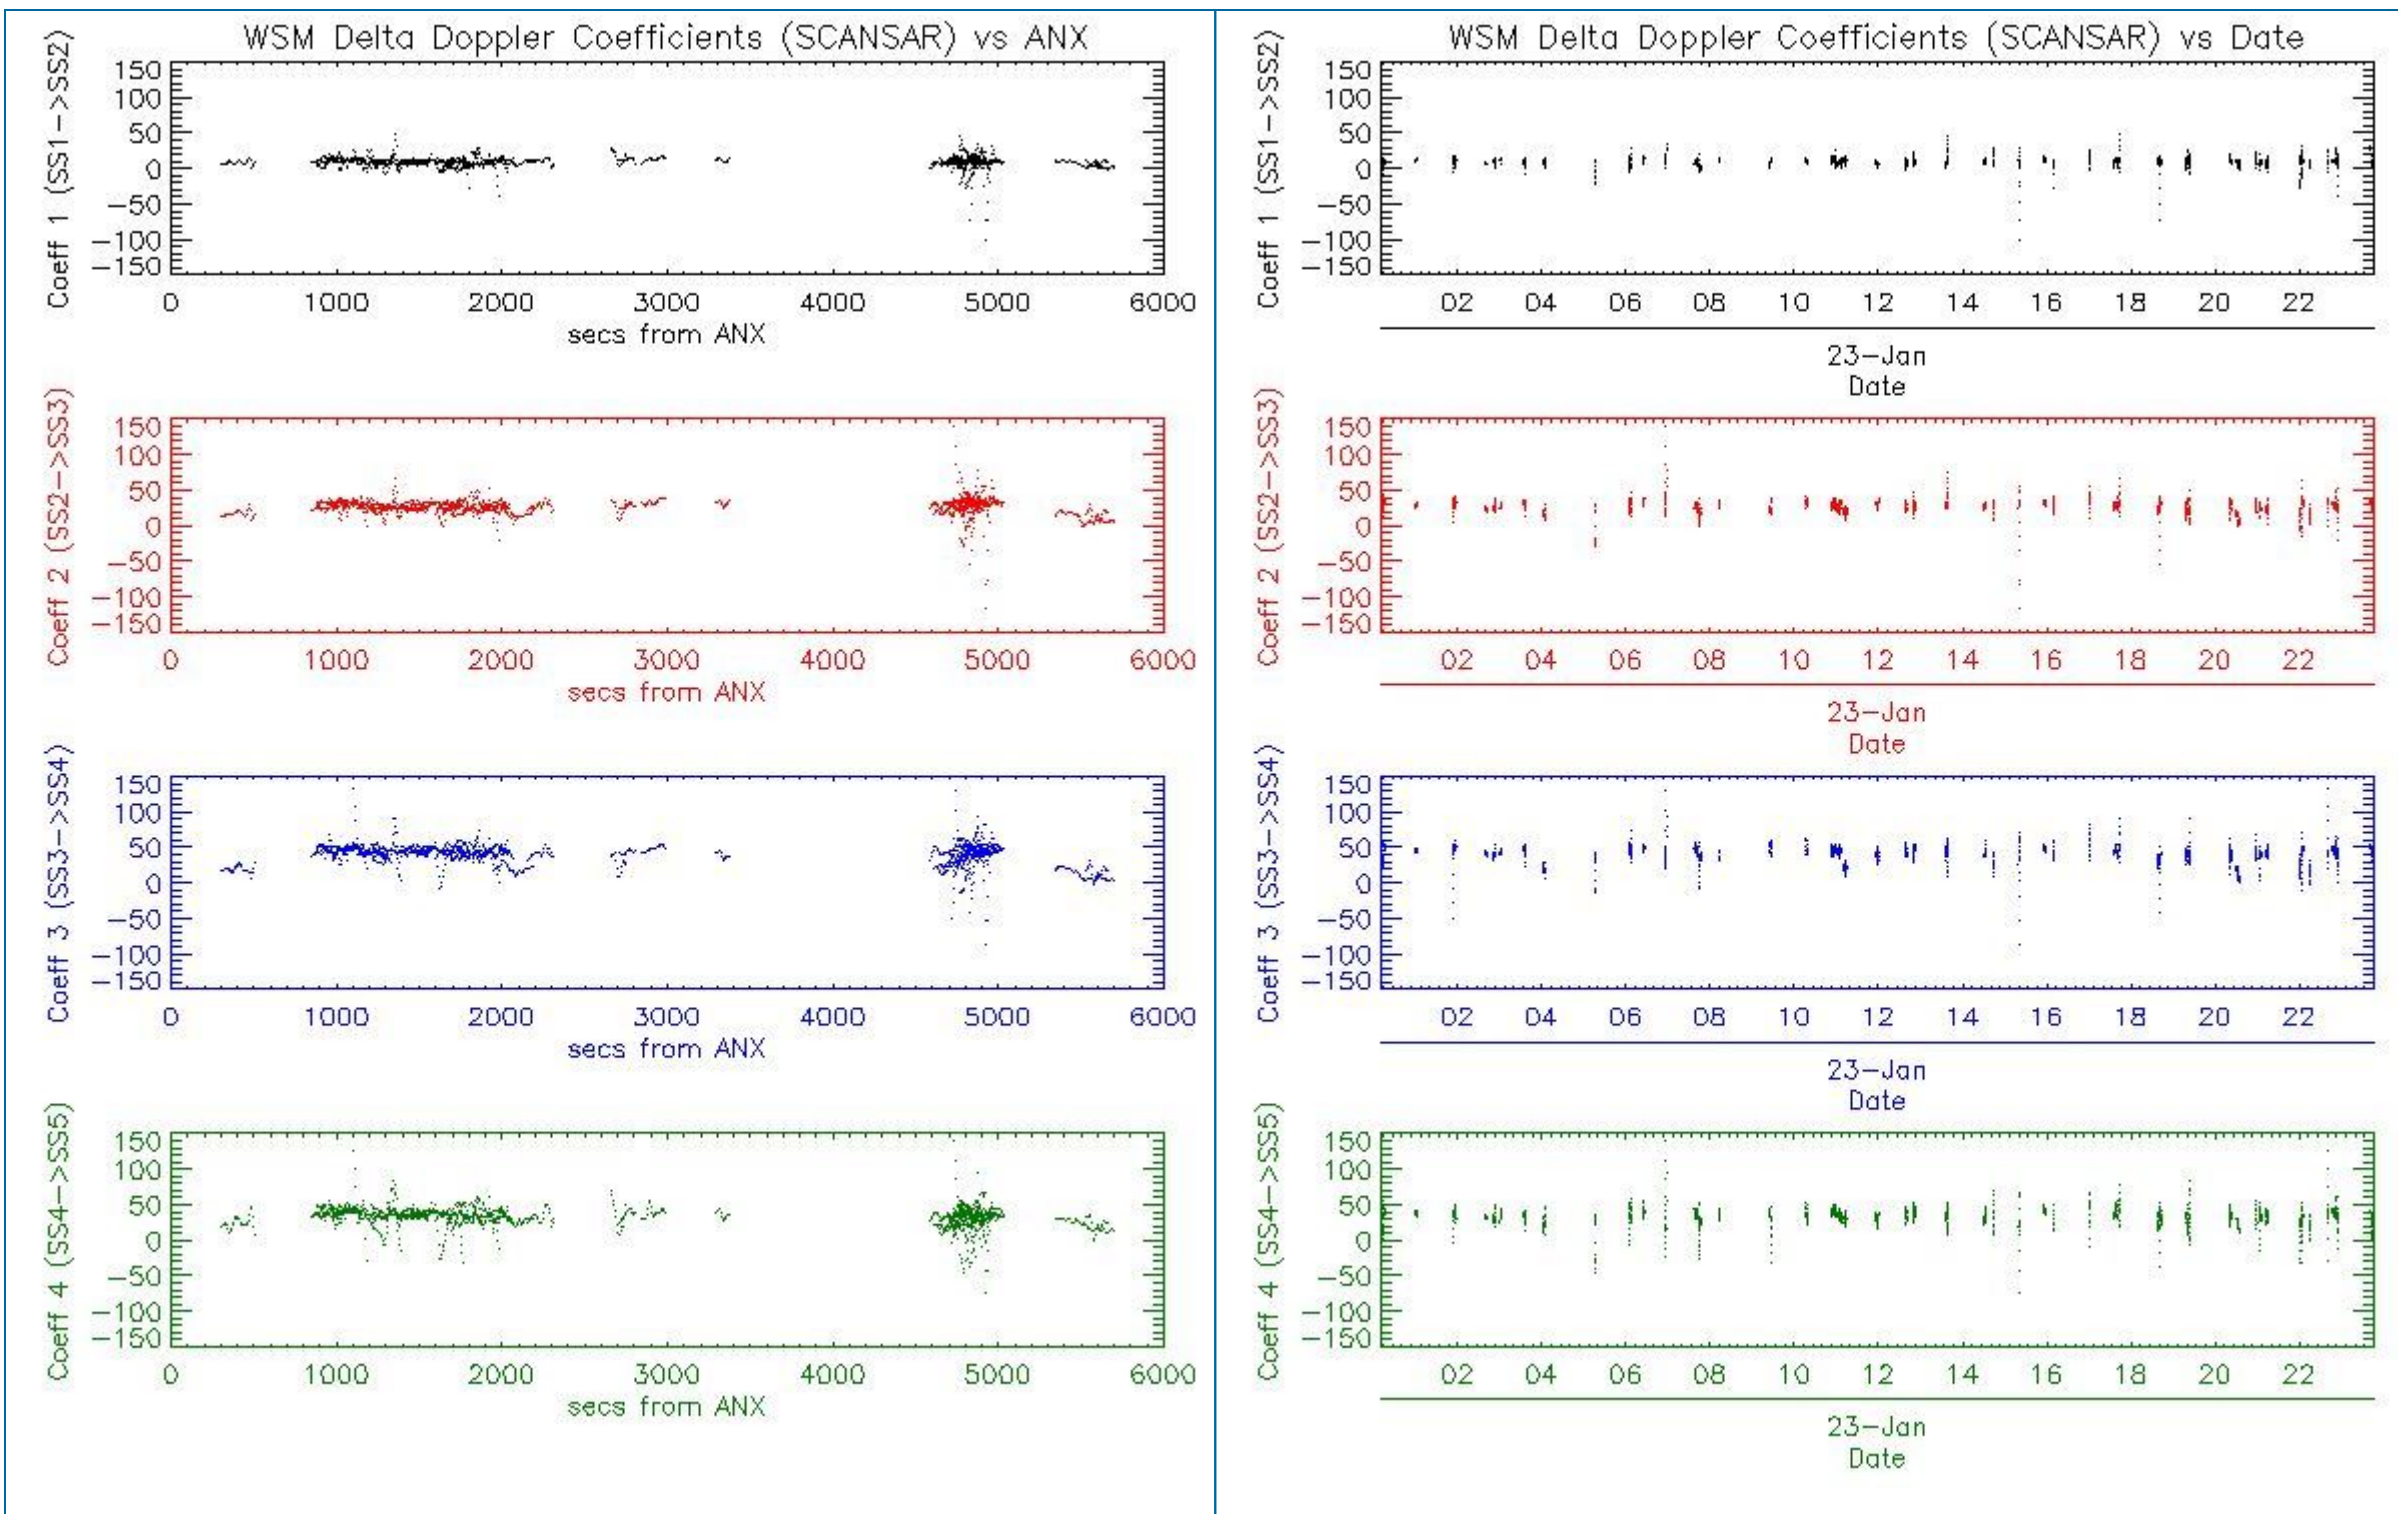 WSM Delta Doppler Coefficients (SCANSAR) vs ANX
Coeff 1 (SS1->SS2)
150
100
50
0
-50
-100
-150
0 1000 2000 3000 4000 5000 6000
secs from ANX
Coeff 2 (SS2->SS3)
150
100
50
0
-50
-100
-150
0 1000 2000 3000 4000 5000 6000
secs from ANX
Coeff 3 (SS3->SS4)
150
100
50
0
-50
-100
-150
0 1000 2000 3000 4000 5000 6000
secs from ANX
Coeff 4 (SS4->SS5)
150
100
50
0
-50
-100
-150
0 1000 2000 3000 4000 5000 6000
secs from ANX
WSM Delta Doppler Coefficients (SCANSAR) vs Date
Coeff 1 (SS1->SS2)
150
100
50
0
-50
-100
-150
02 04 06 08 10 12 14 16 18 20 22
23-Jan
Date
Coeff 2 (SS2->SS3)
150
100
50
0
-50
-100
-150
02 04 06 08 10 12 14 16 18 20 22
23-Jan
Date
Coeff 3 (SS3->SS4)
150
100
50
0
-50
-100
-150
02 04 06 08 10 12 14 16 18 20 22
23-Jan
Date
Coeff 4 (SS4->SS5)
150
100
50
0
-50
-100
-150
02 04 06 08 10 12 14 16 18 20 22
23-Jan
Date